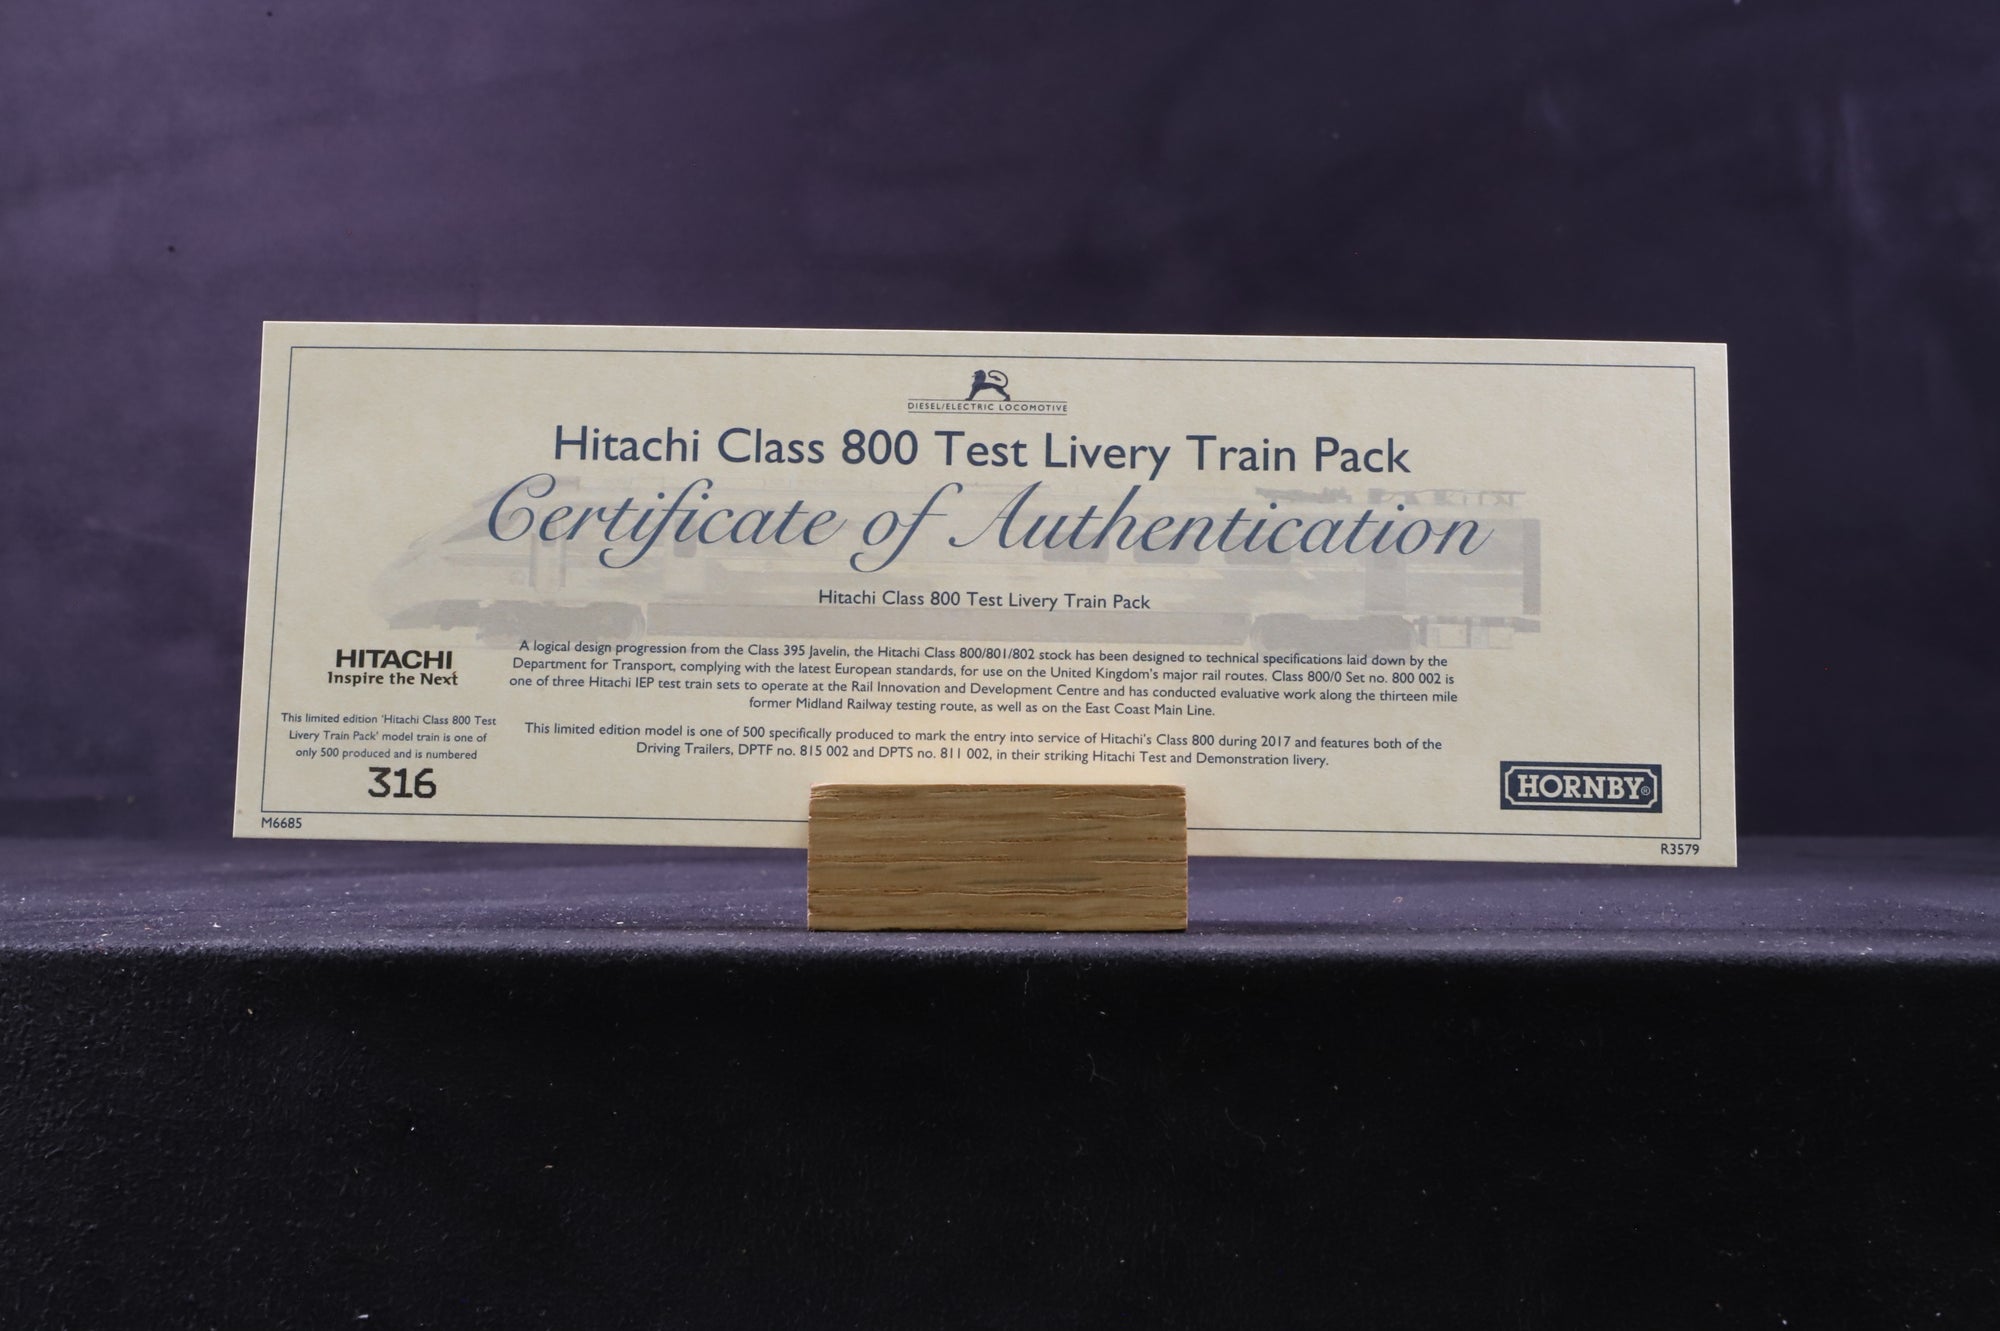 DIESEL/ELECTRIC LOCOMOTIVE
Hitachi Class 800 Test Livery Train Pack
Certificate of Authentication
Hitachi Class 800 Test Livery Train Pack
A logical design progression from the Class 395 Javelin, the Hitachi Class 800/801/802 stock has been designed to technical specifications laid down by the
Department for Transport, complying with the latest European standards, for use on the United Kingdom's major rail routes. Class 800/0 Set no. 800 002 is
one of three Hitachi IEP test train sets to operate at the Rail Innovation and Development Centre and has conducted evaluative work along the thirteen mile
former Midland Railway testing route, as well as on the East Coast Main Line.
This limited edition model is one of 500 specifically produced to mark the entry into service of Hitachi's Class 800 during 2017 and features both of the
Driving Trailers, DPTF no. 815 002 and DPTS no. 811 002, in their striking Hitachi Test and Demonstration livery.
HITACHI
Inspire the Next
This limited edition 'Hitachi Class 800 Test
Livery Train Pack' model train is one of
only 500 produced and is numbered
316
M6685
HORNBY®
R3579